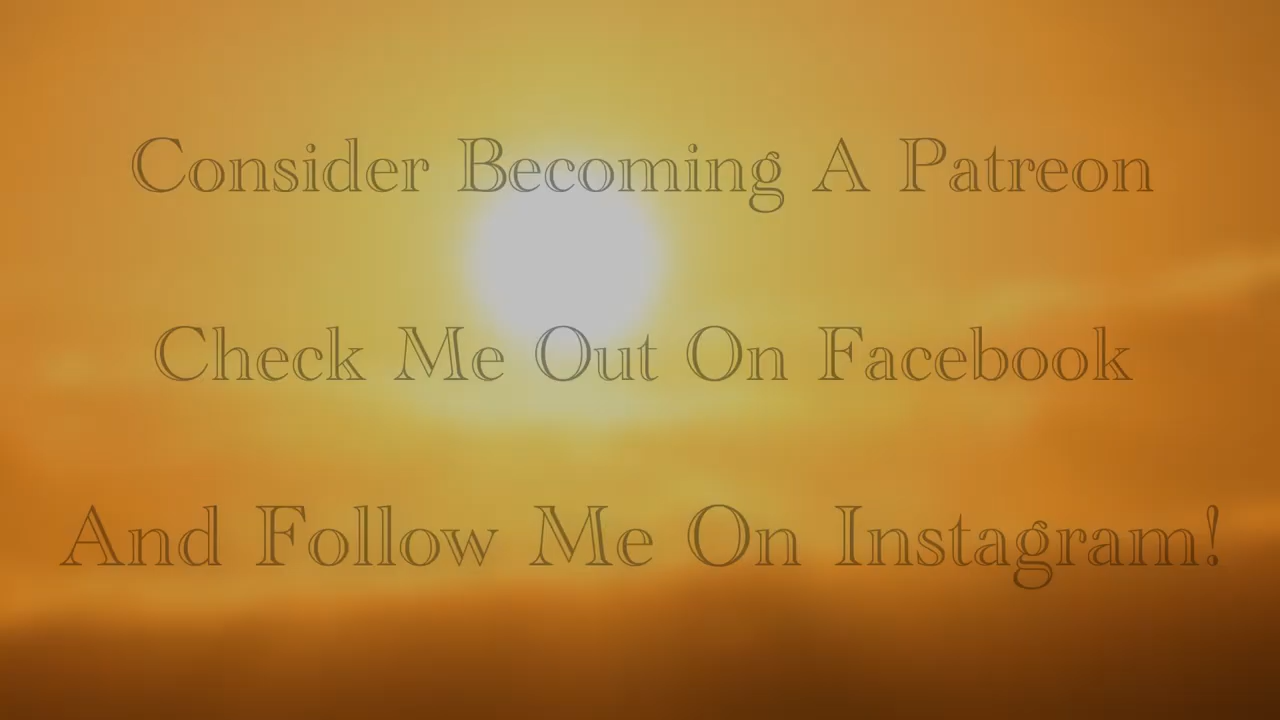 Consider Becoming A Patreon
Check Me Out On Facebook
And Follow Me On Instagram!